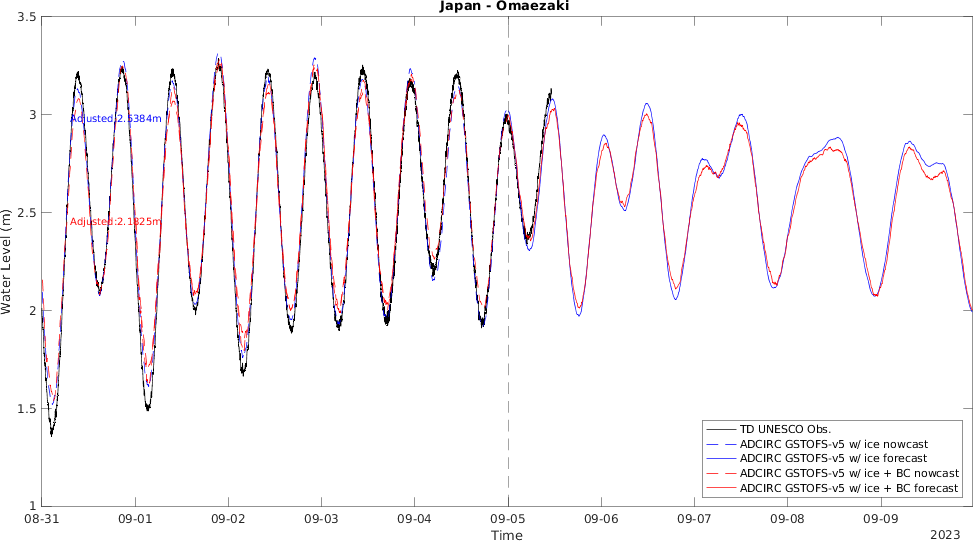 Japan - Omaezaki
3.5
3
2.5
2
1.5
1
Water Level (m)
Adjusted:2.5384m
Adjusted:2.1825m
TD UNESCO Obs.
ADCIRC GSTOFS-v5 w/ ice nowcast
ADCIRC GSTOFS-v5 w/ ice forecast
ADCIRC GSTOFS-v5 w/ ice + BC nowcast
ADCIRC GSTOFS-v5 w/ ice + BC forecast
08-31 09-01 09-02 09-03 09-04 09-05 09-06 09-07 09-08 09-09
Time
2023